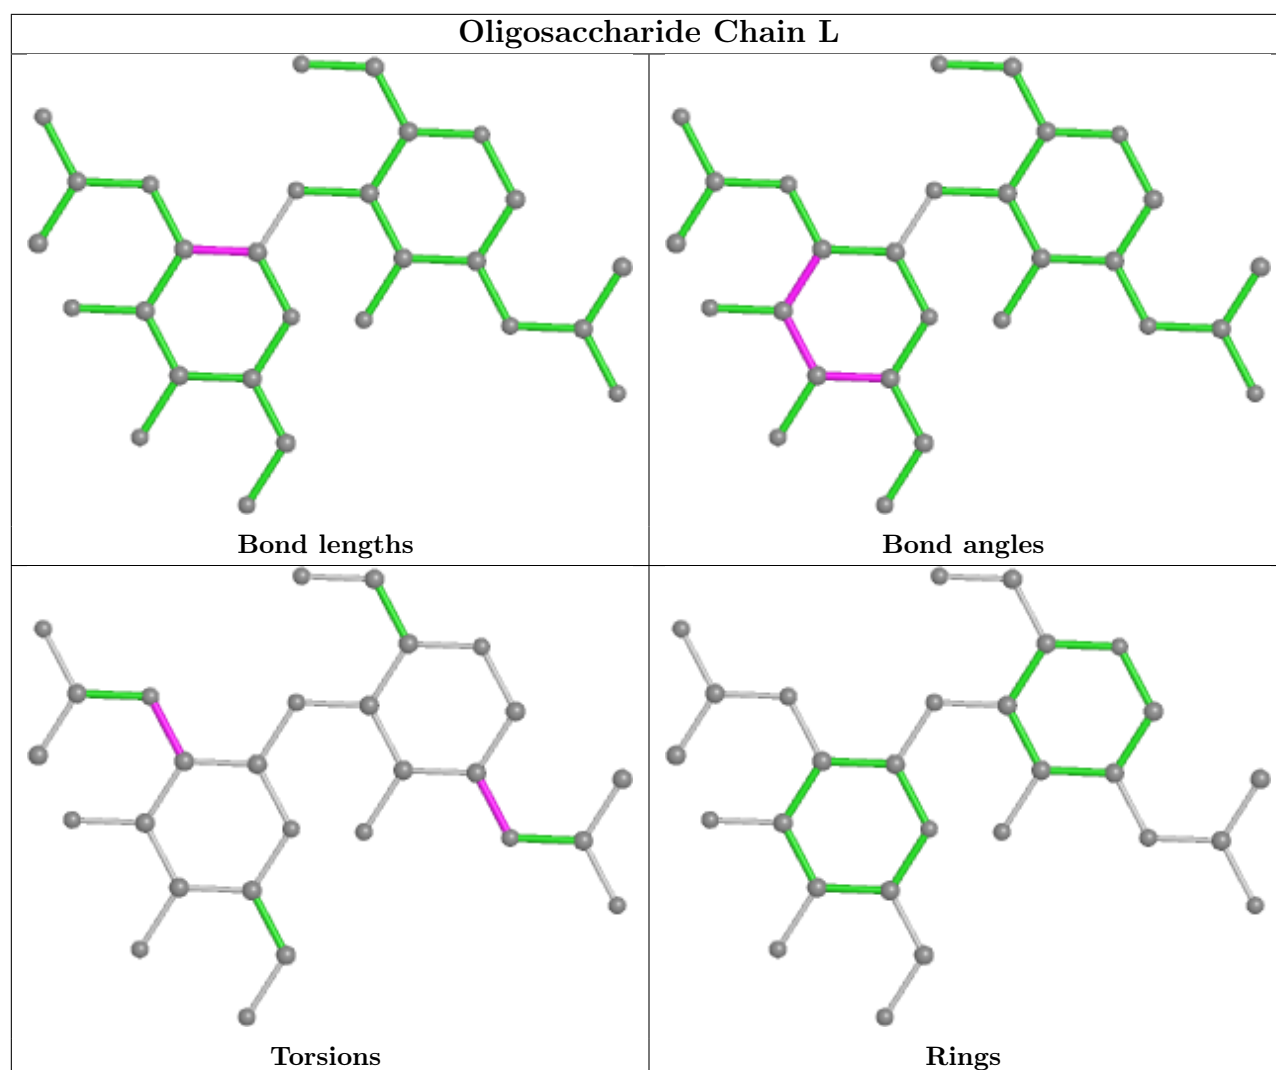 Oligosaccharide Chain L
Bond lengths
Bond angles
Torsions
Rings